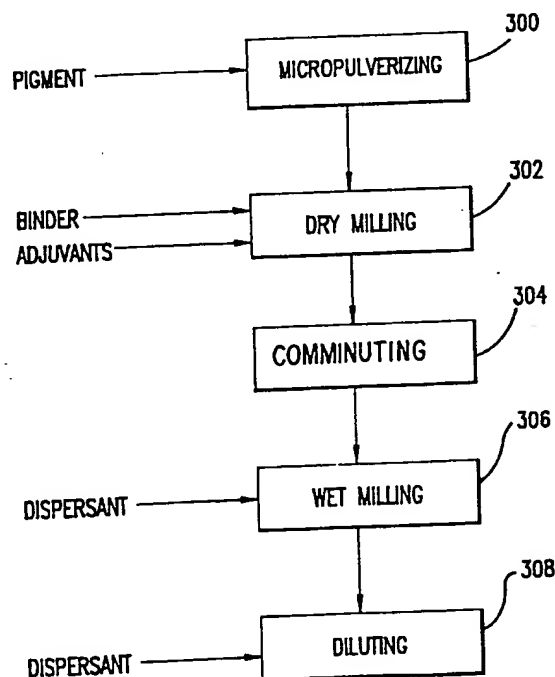 300
PIGMENT
MICROPULVERIZING
302
BINDER
ADJUVANTS
DRY MILLING
304
COMMINUTING
306
DISPERSANT
WET MILLING
308
DISPERSANT
DILUTING